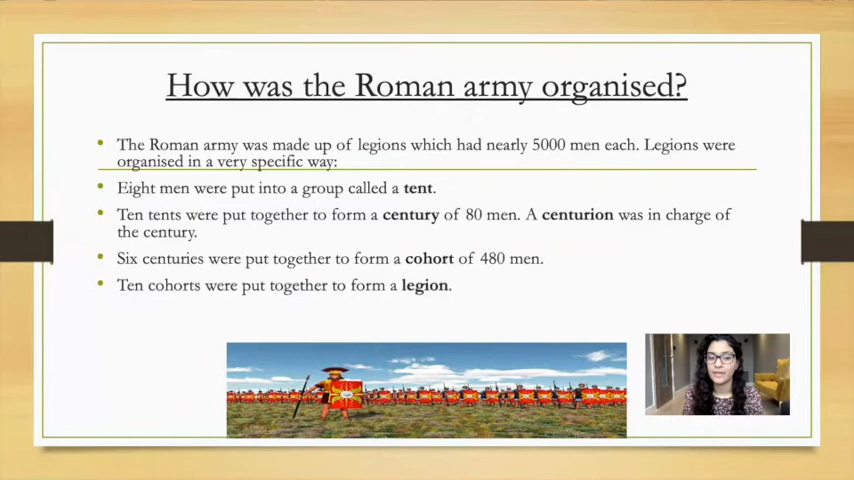 How was the Roman army organised?
• The Roman army was made up of legions which had nearly 5000 men each. Legions were
organised in a very specific way:
• Eight men were put into a group called a tent.
• Ten tents were put together to form a century of 80 men. A centurion was in charge of
the century.
• Six centuries were put together to form a cohort of 480 men.
• Ten cohorts were put together to form a legion.